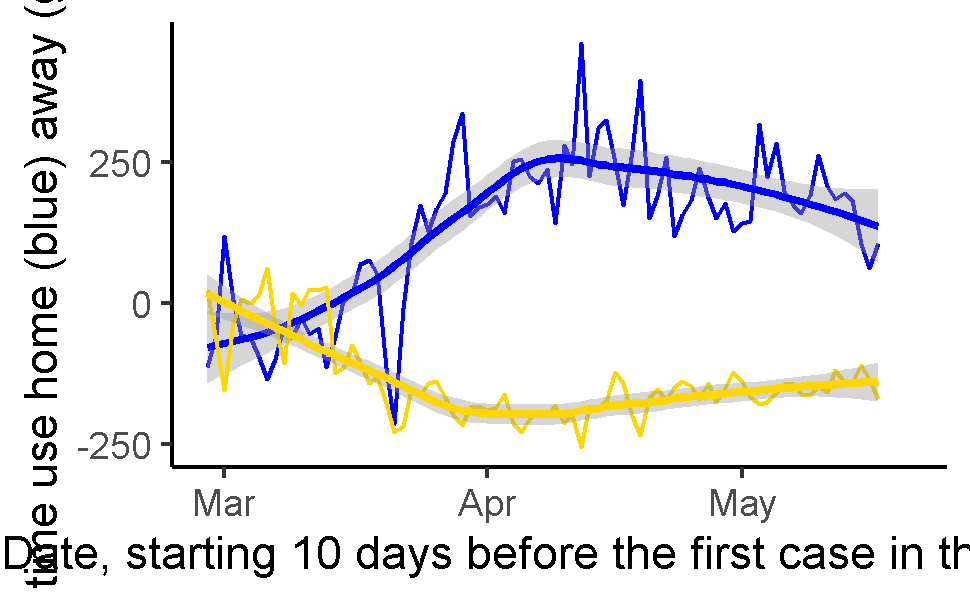 time use home (blue) away (
250
0
-250
Mar Apr May
Date, starting 10 days before the first case in th